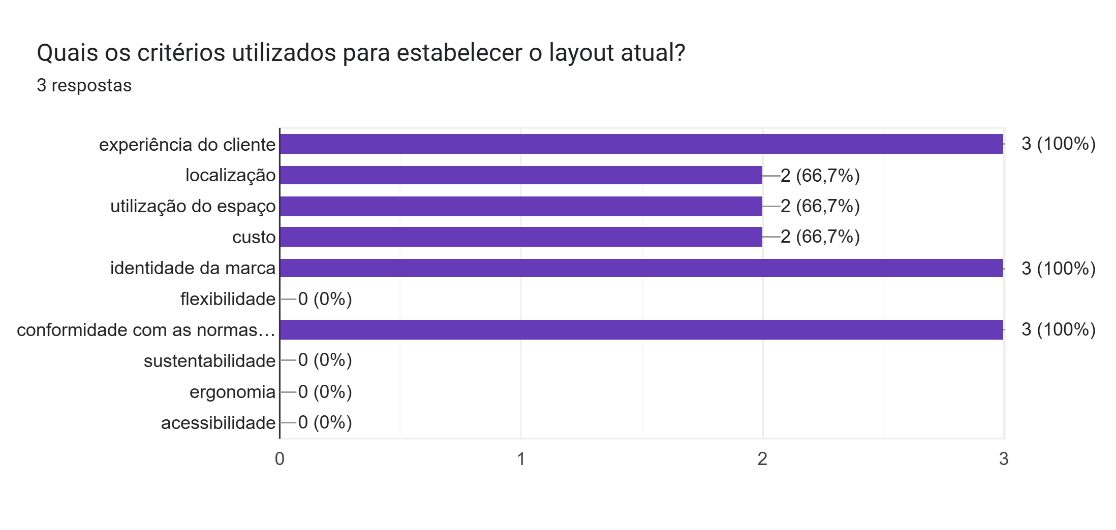 Quais os critérios utilizados para estabelecer o layout atual?
3 respostas
experiência do cliente 3 (100%)
localização 2 (66,7%)
utilização do espaço 2 (66,7%)
custo 2 (66,7%)
identidade da marca 3 (100%)
flexibilidade 0 (0%)
conformidade com as normas… 3 (100%)
sustentabilidade 0 (0%)
ergonomia 0 (0%)
acessibilidade 0 (0%)
0 1 2 3